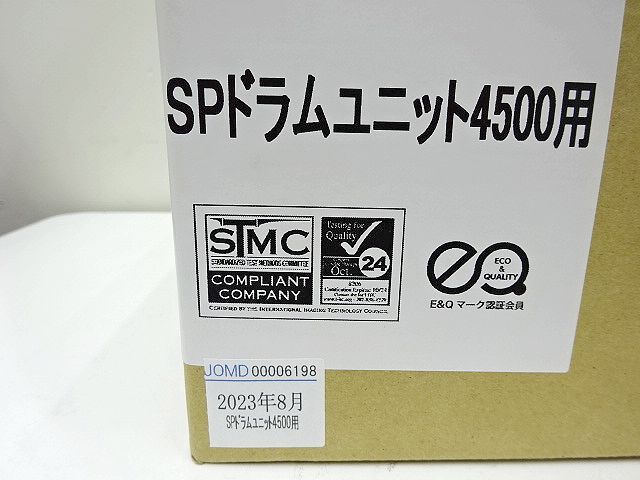 SPドラムユニット4500用
STMC
STANDARDIZED TEST METHODS COMMITTEE
COMPLIANT
COMPANY
Testing for
Quality
Oct. 24
CERTIFIED BY THE INTERNATIONAL IMAGING TECHNOLOGY COUNCIL
ECO
&
QUALITY
E&Q マーク認証会員
JOMD 00006198
2023年8月
SPドラムユニット4500用